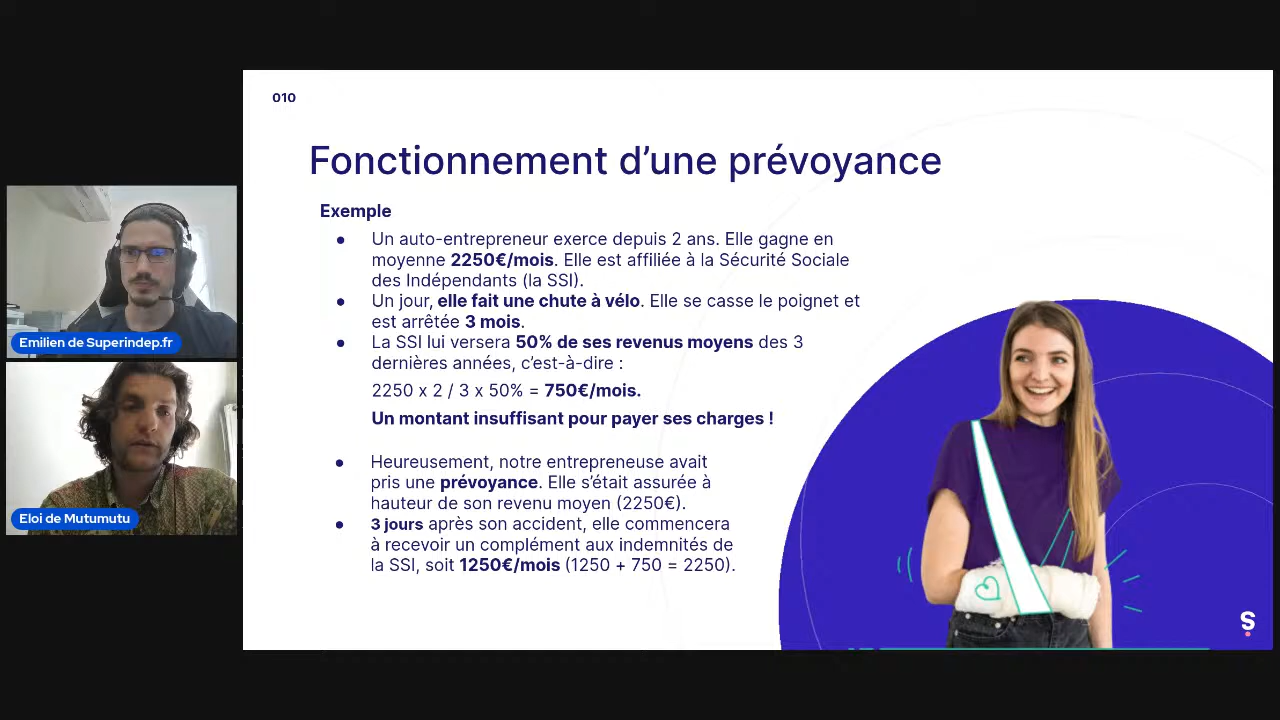 010
Fonctionnement d’une prévoyance
Exemple
● Un auto-entrepreneur exerce depuis 2 ans. Elle gagne en
moyenne 2250€/mois. Elle est affiliée à la Sécurité Sociale
des Indépendants (la SSI).
● Un jour, elle fait une chute à vélo. Elle se casse le poignet et
est arrêtée 3 mois.
● La SSI lui versera 50% de ses revenus moyens des 3
dernières années, c’est-à-dire :
2250 x 2 / 3 x 50% = 750€/mois.
Un montant insuffisant pour payer ses charges !
● Heureusement, notre entrepreneuse avait
pris une prévoyance. Elle s’était assurée à
hauteur de son revenu moyen (2250€).
● 3 jours après son accident, elle commencera
à recevoir un complément aux indemnités de
la SSI, soit 1250€/mois (1250 + 750 = 2250).
Emilien de Superindep.fr
Eloi de Mutumutu
S